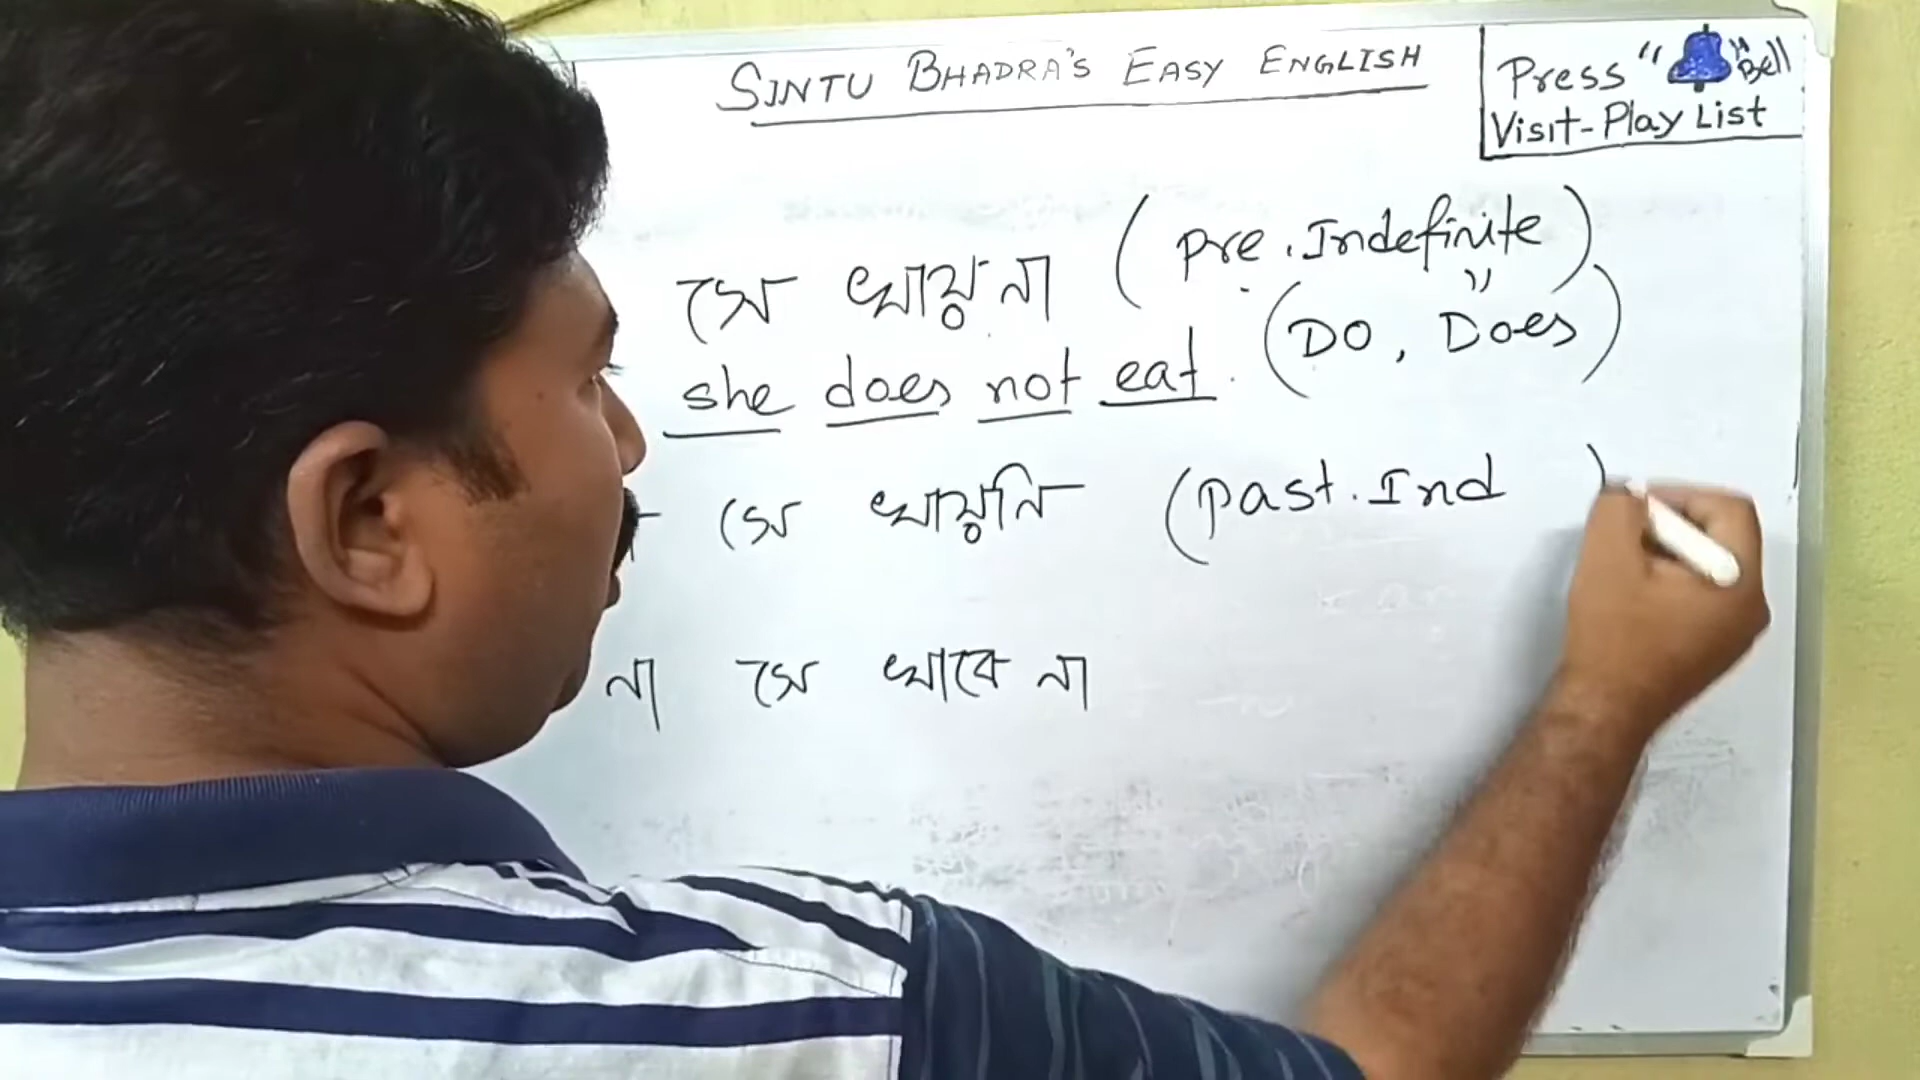 SINTU BHADRA'S EASY ENGLISH
Press " Bell"
Visit-Play List
সে খায়না (Pre. Indefinite)
she does not eat. (DO, Does)
সে খায়নি (Past. Ind )
না সে খাবে না